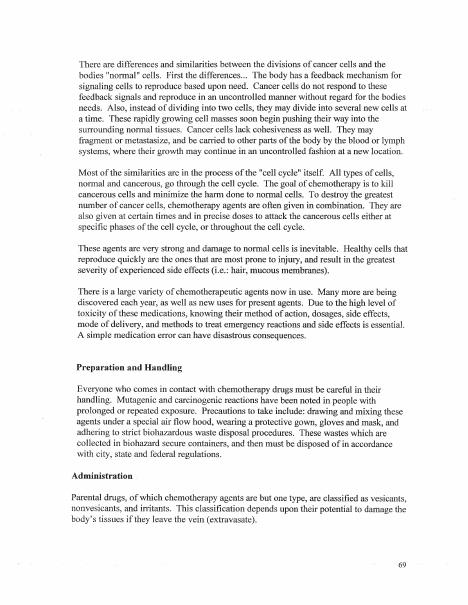 There are differences and similarities between the divisions of cancer cells and the
bodies "normal" cells. First the differences... The body has a feedback mechanism for
signaling cells to reproduce based upon need. Cancer cells do not respond to these
feedback signals and reproduce in an uncontrolled manner without regard for the bodies
needs. Also, instead of dividing into two cells, they may divide into several new cells at
a time. These rapidly growing cell masses soon begin pushing their way into the
surrounding normal tissues. Cancer cells lack cohesiveness as well. They may
fragment or metastasize, and be carried to other parts of the body by the blood or lymph
systems, where their growth may continue in an uncontrolled fashion at a new location.
Most of the similarities are in the process of the "cell cycle" itself. All types of cells,
normal and cancerous, go through the cell cycle. The goal of chemotherapy is to kill
cancerous cells and minimize the harm done to normal cells. To destroy the greatest
number of cancer cells, chemotherapy agents are often given in combination. They are
also given at certain times and in precise doses to attack the cancerous cells either at
specific phases of the cell cycle, or throughout the cell cycle.
These agents are very strong and damage to normal cells is inevitable. Healthy cells that
reproduce quickly are the ones that are most prone to injury, and result in the greatest
severity of experienced side effects (i.e.: hair, mucous membranes).
There is a large variety of chemotherapeutic agents now in use. Many more are being
discovered each year, as well as new uses for present agents. Due to the high level of
toxicity of these medications, knowing their method of action, dosages, side effects,
mode of delivery, and methods to treat emergency reactions and side effects is essential.
A simple medication error can have disastrous consequences.
Preparation and Handling
Everyone who comes in contact with chemotherapy drugs must be careful in their
handling. Mutagenic and carcinogenic reactions have been noted in people with
prolonged or repeated exposure. Precautions to take include: drawing and mixing these
agents under a special air flow hood, wearing a protective gown, gloves and mask, and
adhering to strict biohazardous waste disposal procedures. These wastes which are
collected in biohazard secure containers, and then must be disposed of in accordance
with city, state and federal regulations.
Administration
Parental drugs, of which chemotherapy agents are but one type, are classified as vesicants,
nonvesicants, and irritants. This classification depends upon their potential to damage the
body's tissues if they leave the vein (extravasate).
69